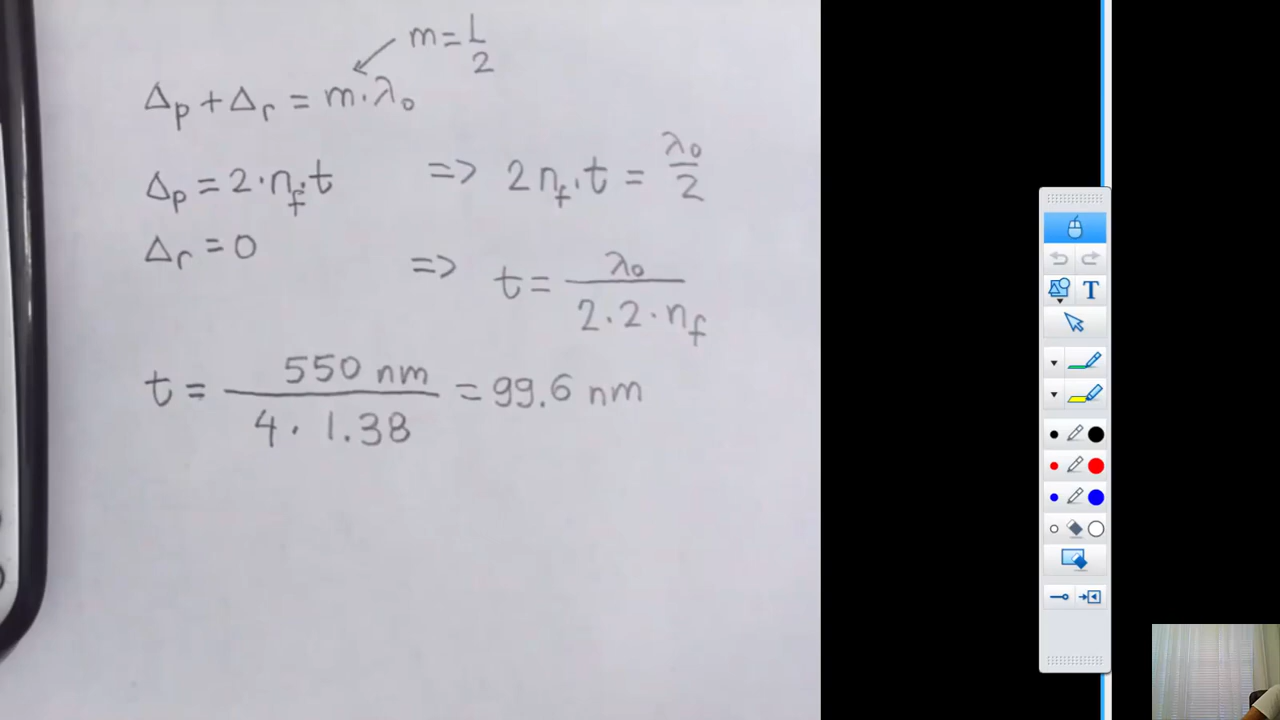 m = 1/2
Δp + Δr = m·λ₀
Δp = 2·nf·t => 2nf·t = λ₀/2
Δr = 0 => t = λ₀/(2·2·nf)
t = 550 nm/(4·1.38) = 99.6 nm
T